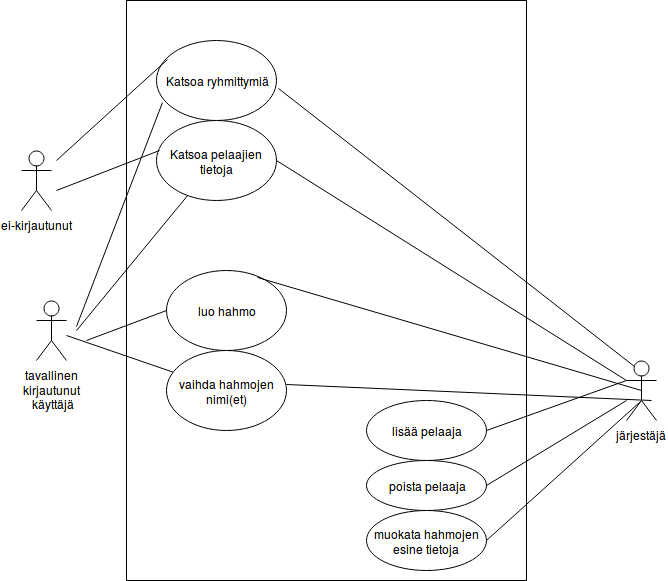 Katsoa ryhmittymiä
Katsoa pelaajien
tietoja
ei-kirjautunut
luo hahmo
tavallinen
kirjautunut
käyttäjä
vaihda hahmojen
nimi(et)
lisää pelaaja
järjestäjä
poista pelaaja
muokata hahmojen
esine tietoja